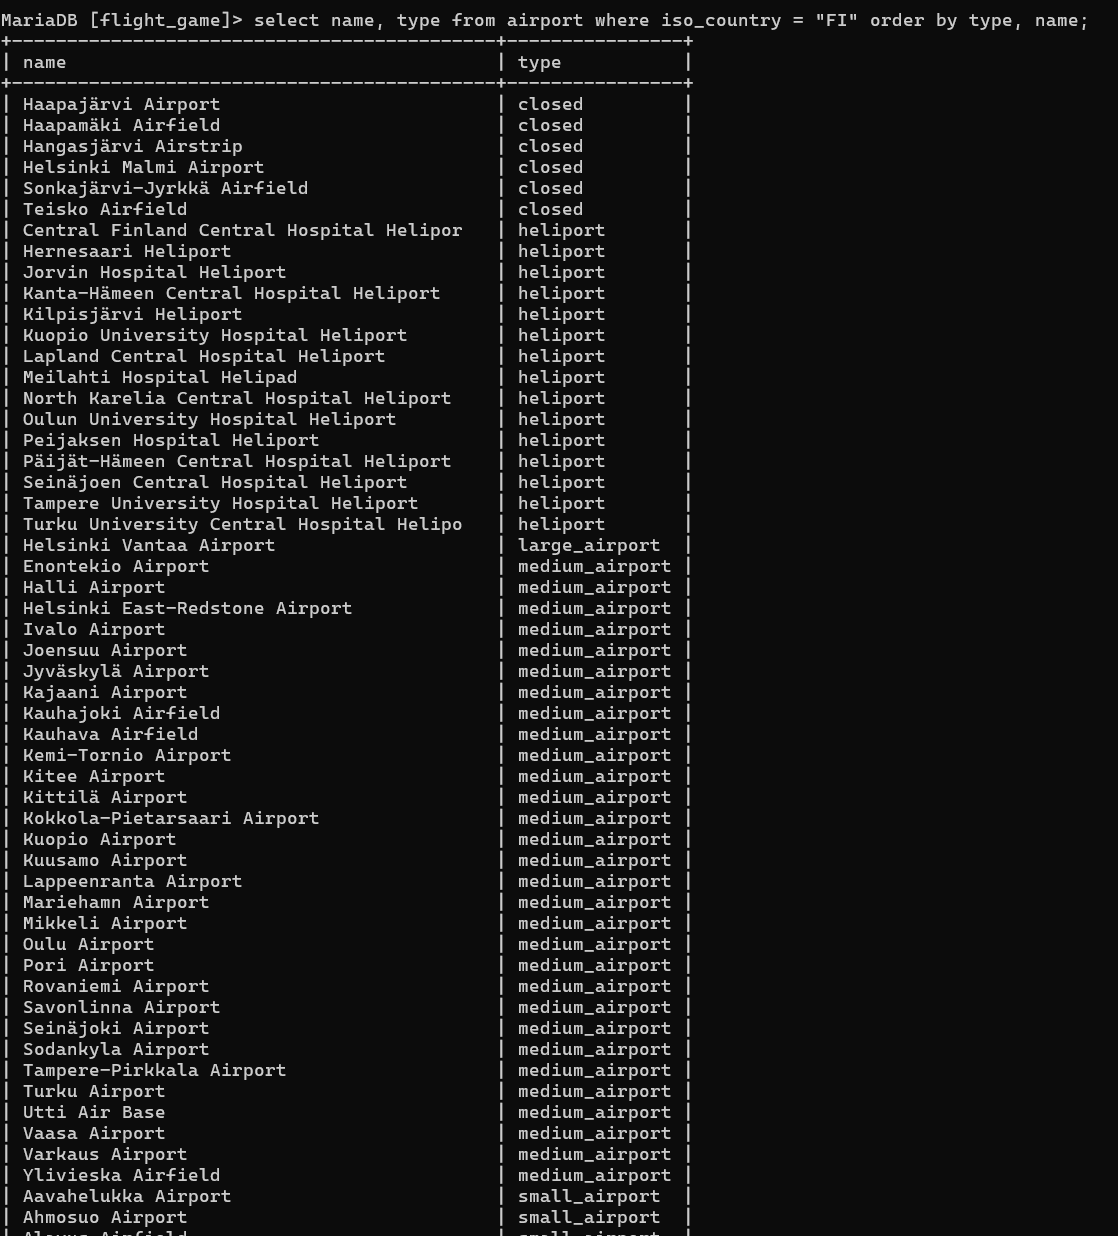 MariaDB [flight_game]> select name, type from airport where iso_country = "FI" order by type, name;
+--------------------------------------------+----------------+
| name                                       | type           |
+--------------------------------------------+----------------+
| Haapajärvi Airport                         | closed         |
| Haapamäki Airfield                         | closed         |
| Hangasjärvi Airstrip                       | closed         |
| Helsinki Malmi Airport                     | closed         |
| Sonkajärvi-Jyrkkä Airfield                 | closed         |
| Teisko Airfield                            | closed         |
| Central Finland Central Hospital Helipor   | heliport       |
| Hernesaari Heliport                        | heliport       |
| Jorvin Hospital Heliport                   | heliport       |
| Kanta-Hämeen Central Hospital Heliport     | heliport       |
| Kilpisjärvi Heliport                       | heliport       |
| Kuopio University Hospital Heliport        | heliport       |
| Lapland Central Hospital Heliport          | heliport       |
| Meilahti Hospital Helipad                  | heliport       |
| North Karelia Central Hospital Heliport    | heliport       |
| Oulun University Hospital Heliport         | heliport       |
| Peijaksen Hospital Heliport                | heliport       |
| Päijät-Hämeen Central Hospital Heliport    | heliport       |
| Seinäjoen Central Hospital Heliport        | heliport       |
| Tampere University Hospital Heliport       | heliport       |
| Turku University Central Hospital Helipo   | heliport       |
| Helsinki Vantaa Airport                    | large_airport  |
| Enontekio Airport                          | medium_airport |
| Halli Airport                              | medium_airport |
| Helsinki East-Redstone Airport             | medium_airport |
| Ivalo Airport                              | medium_airport |
| Joensuu Airport                            | medium_airport |
| Jyväskylä Airport                          | medium_airport |
| Kajaani Airport                            | medium_airport |
| Kauhajoki Airfield                         | medium_airport |
| Kauhava Airfield                           | medium_airport |
| Kemi-Tornio Airport                        | medium_airport |
| Kitee Airport                              | medium_airport |
| Kittilä Airport                            | medium_airport |
| Kokkola-Pietarsaari Airport                | medium_airport |
| Kuopio Airport                             | medium_airport |
| Kuusamo Airport                            | medium_airport |
| Lappeenranta Airport                       | medium_airport |
| Mariehamn Airport                          | medium_airport |
| Mikkeli Airport                            | medium_airport |
| Oulu Airport                               | medium_airport |
| Pori Airport                               | medium_airport |
| Rovaniemi Airport                          | medium_airport |
| Savonlinna Airport                         | medium_airport |
| Seinäjoki Airport                          | medium_airport |
| Sodankyla Airport                          | medium_airport |
| Tampere-Pirkkala Airport                   | medium_airport |
| Turku Airport                              | medium_airport |
| Utti Air Base                              | medium_airport |
| Vaasa Airport                              | medium_airport |
| Varkaus Airport                            | medium_airport |
| Ylivieska Airfield                         | medium_airport |
| Aavahelukka Airport                        | small_airport  |
| Ahmosuo Airport                            | small_airport  |